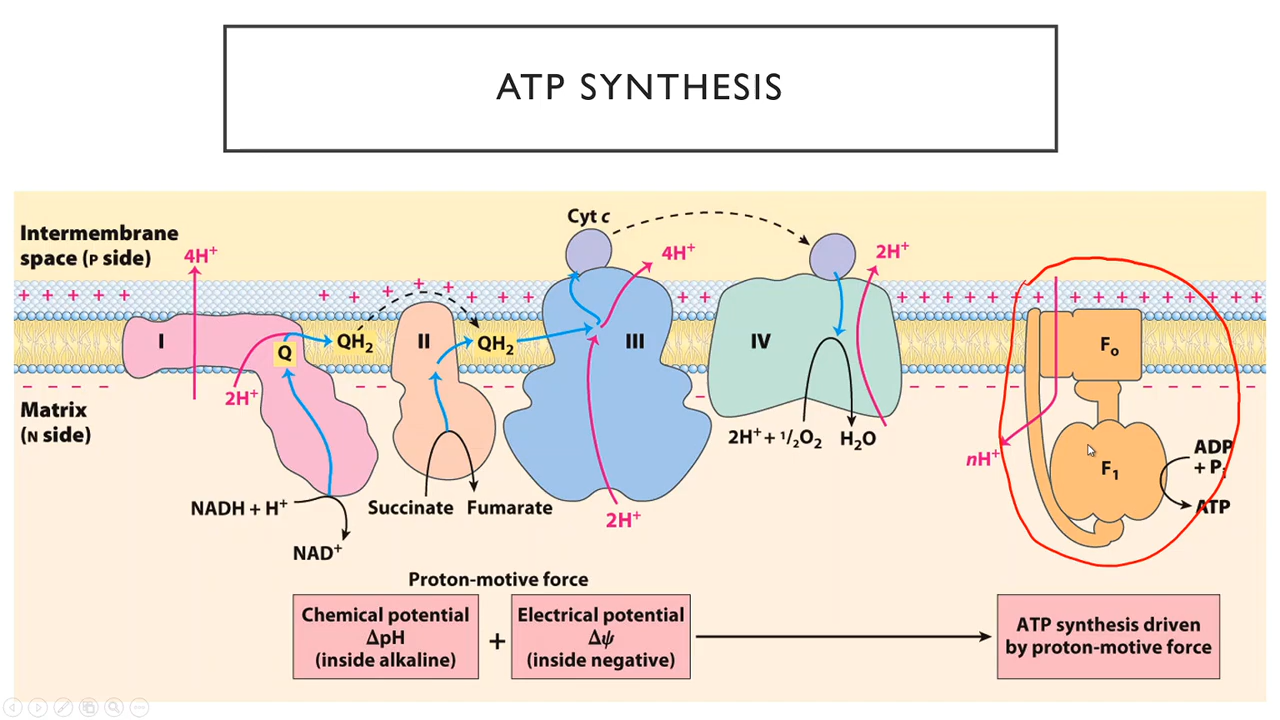 ATP SYNTHESIS
Cyt c
Intermembrane
space (P side)
4H⁺
4H⁺
2H⁺
+ + + + +
+ + + + + + +
+ +
+ + + + + + + + + + + + + + +
I
Q
QH₂
II
QH₂
III
IV
Fo
2H⁺
− − − −
− −
− −
−
− − − −
− − − − −
Matrix
(N side)
2H⁺ + ½O₂
H₂O
nH⁺
F₁
ADP
+ Pᵢ
ATP
NADH + H⁺
NAD⁺
Succinate
Fumarate
2H⁺
Proton-motive force
Chemical potential
ΔpH
(inside alkaline)
+
Electrical potential
Δψ
(inside negative)
ATP synthesis driven
by proton-motive force